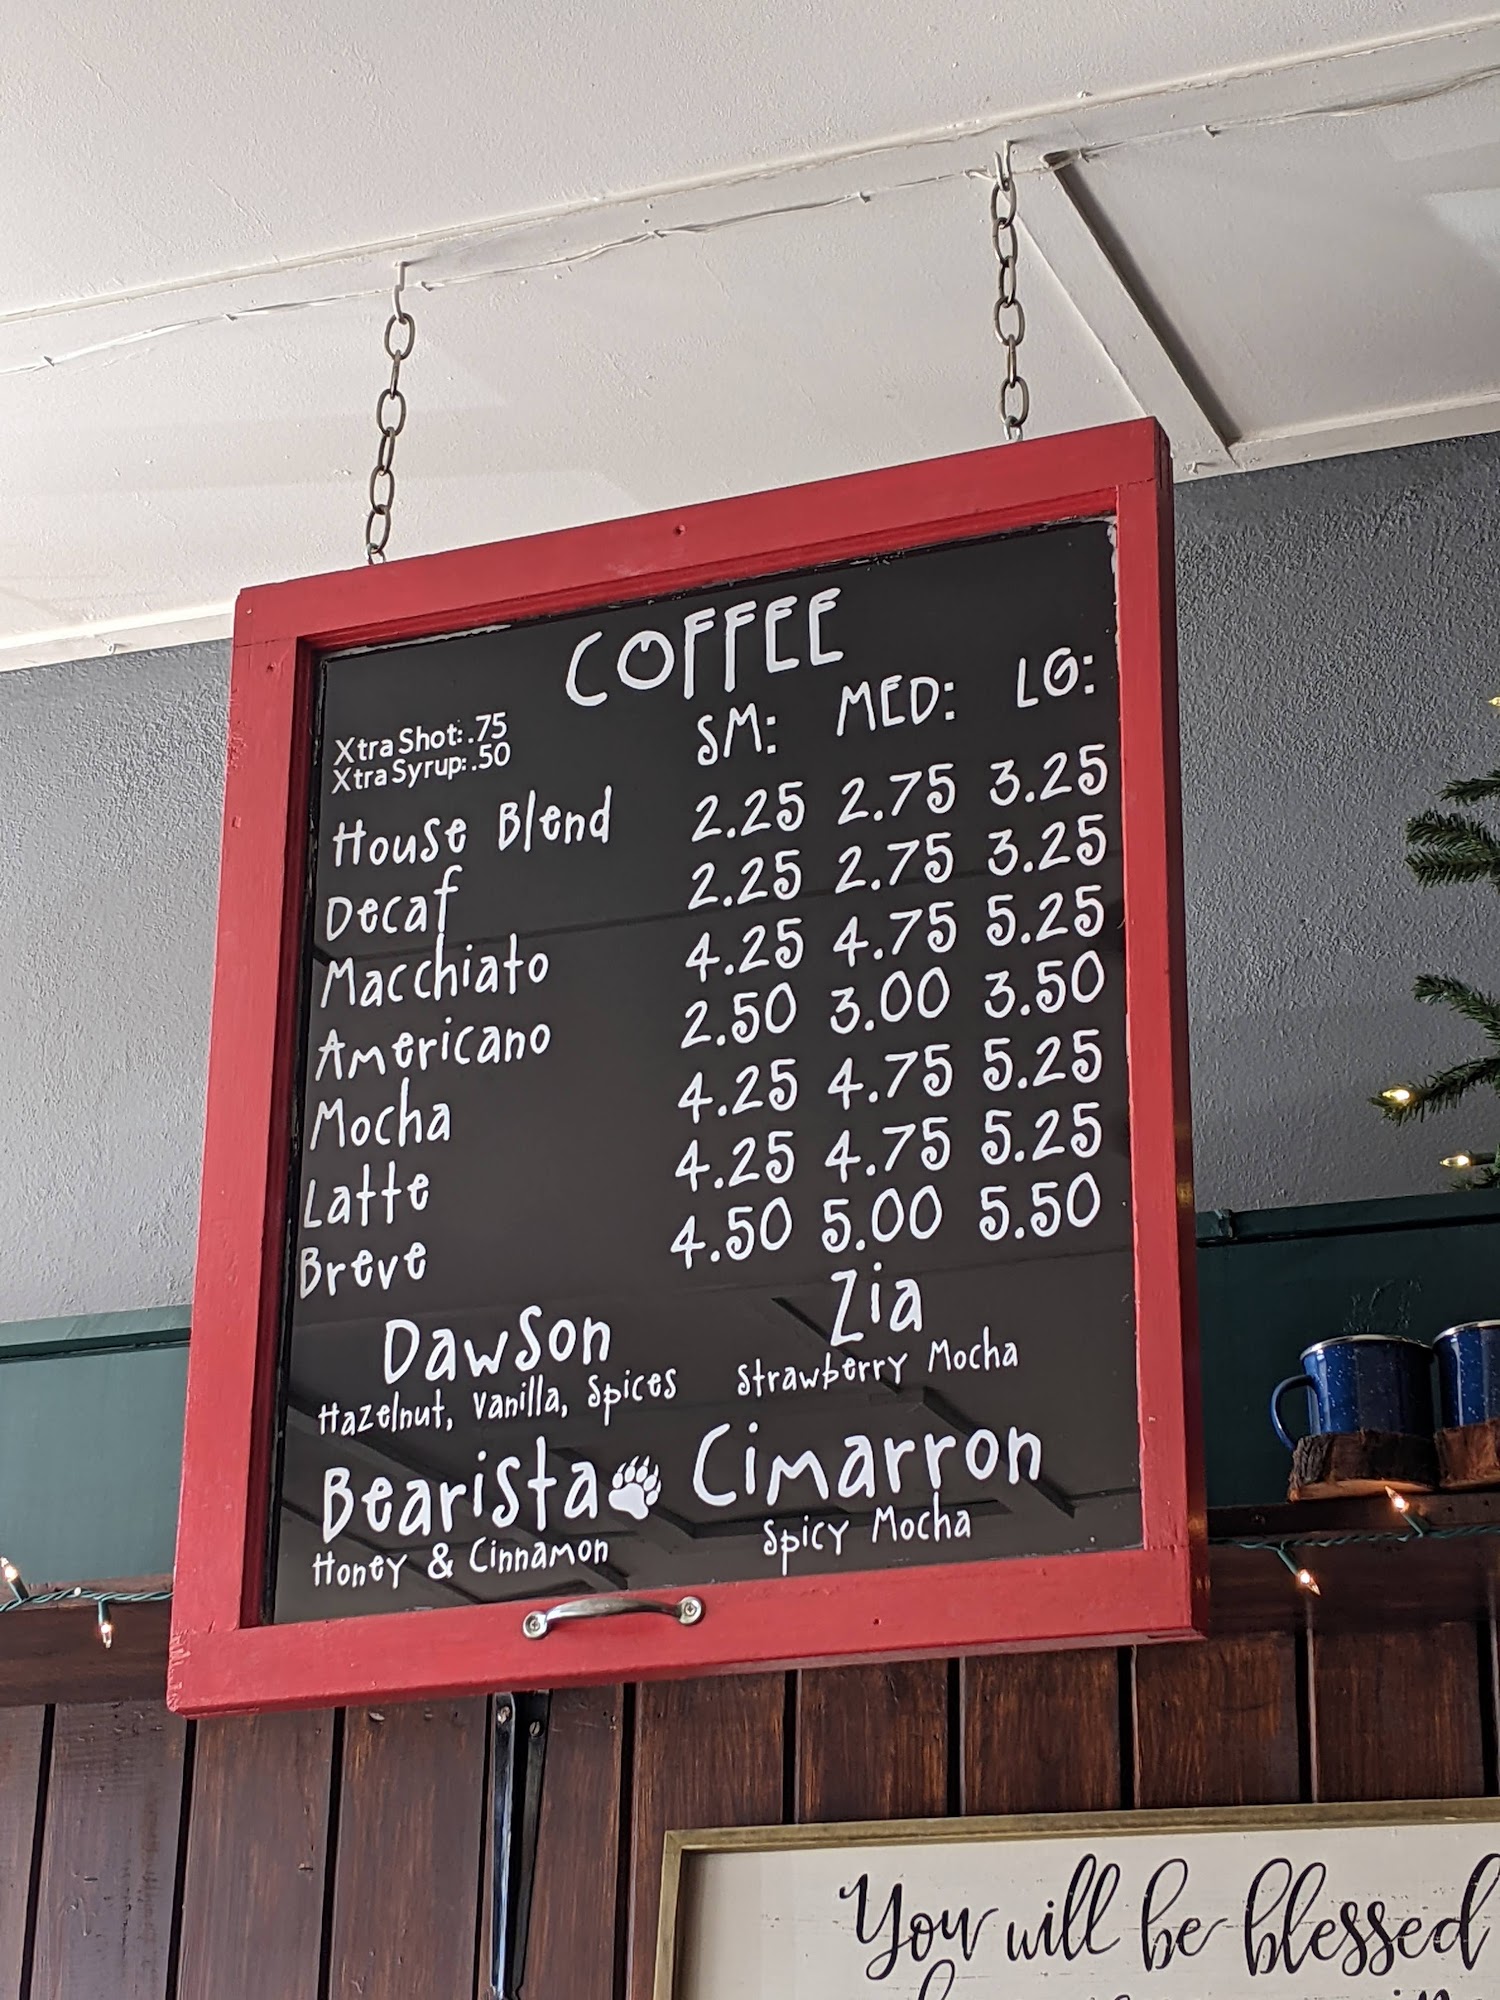 COFFEE
SM: MED: LG:
Xtra Shot: .75
Xtra Syrup: .50
House Blend 2.25 2.75 3.25
Decaf 2.25 2.75 3.25
Macchiato 4.25 4.75 5.25
Americano 2.50 3.00 3.50
Mocha 4.25 4.75 5.25
Latte 4.25 4.75 5.25
Breve 4.50 5.00 5.50
Dawson
Hazelnut, Vanilla, Spices
Zia
Strawberry Mocha
Bearista
Honey & Cinnamon
Cimarron
Spicy Mocha
You will be blessed